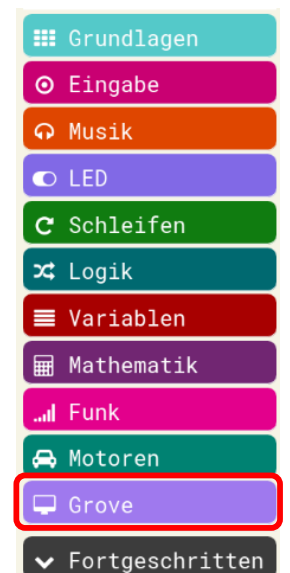 Grundlagen
Eingabe
Musik
LED
Schleifen
Logik
Variablen
Mathematik
Funk
Motoren
Grove
Fortgeschritten